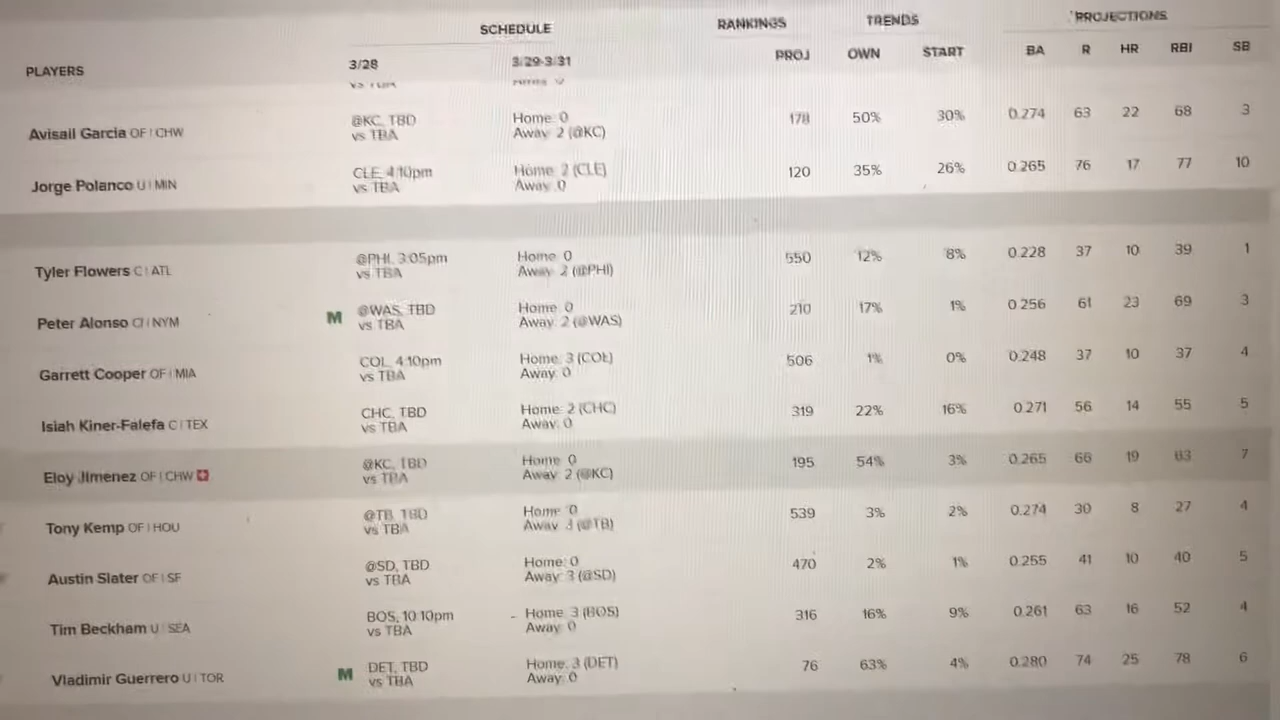 SCHEDULE RANKINGS TRENDS PROJECTIONS
PLAYERS 3/28 3/29-3/31 PROJ OWN START BA R HR RBI SB
Avisail Garcia OF | CHW @KC, TBD Home: 0 178 50% 30% 0.274 63 22 68 3
vs TBA Away: 2 (@KC)
Jorge Polanco U | MIN CLE, 4:10pm Home: 2 (CLE) 120 35% 26% 0.265 76 17 77 10
vs TBA Away: 0
Tyler Flowers C | ATL @PHI, 3:05pm Home: 0 550 12% 8% 0.228 37 10 39 1
vs TBA Away: 2 (@PHI)
Peter Alonso CI | NYM M @WAS, TBD Home: 0 210 17% 1% 0.256 61 23 69 3
vs TBA Away: 2 (@WAS)
Garrett Cooper OF | MIA COL, 4:10pm Home: 3 (COL) 506 1% 0% 0.248 37 10 37 4
vs TBA Away: 0
Isiah Kiner-Falefa C | TEX CHC, TBD Home: 2 (CHC) 319 22% 16% 0.271 56 14 55 5
vs TBA Away: 0
Eloy Jimenez OF | CHW @KC, TBD Home: 0 195 54% 3% 0.265 66 19 63 7
vs TBA Away: 2 (@KC)
Tony Kemp OF | HOU @TB, TBD Home: 0 539 3% 2% 0.274 30 8 27 4
vs TBA Away: 3 (@TB)
Austin Slater OF | SF @SD, TBD Home: 0 470 2% 1% 0.255 41 10 40 5
vs TBA Away: 3 (@SD)
Tim Beckham U | SEA BOS, 10:10pm Home: 3 (BOS) 316 16% 9% 0.261 63 16 52 4
vs TBA Away: 0
Vladimir Guerrero U | TOR M DET, TBD Home: 3 (DET) 76 63% 4% 0.280 74 25 78 6
vs TBA Away: 0